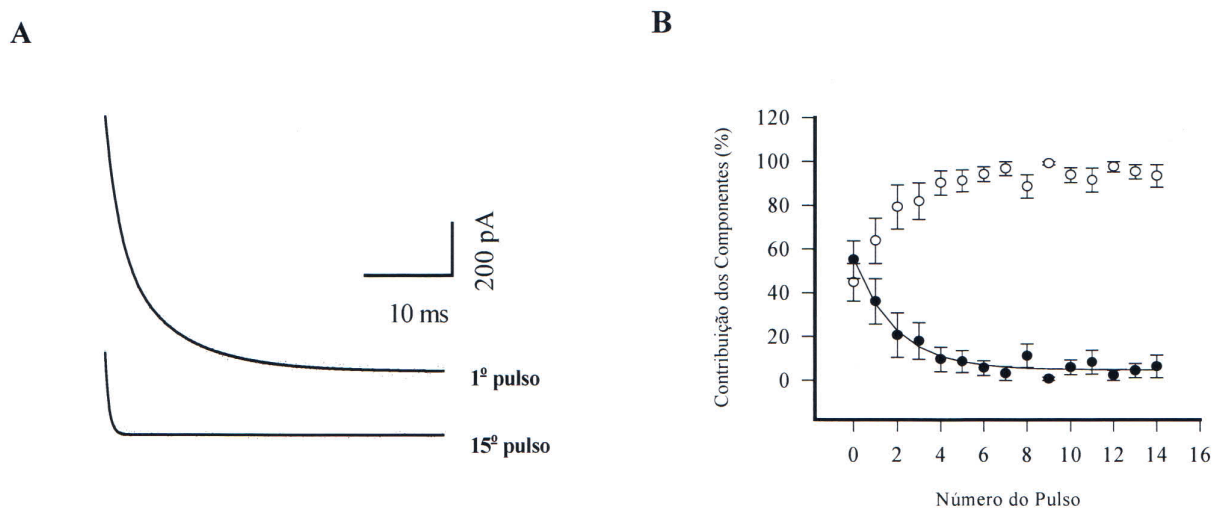 A
200 pA
10 ms
1º pulso
15º pulso
B
Contribuição dos Componentes (%)
120
100
80
60
40
20
0
0 2 4 6 8 10 12 14 16
Número do Pulso